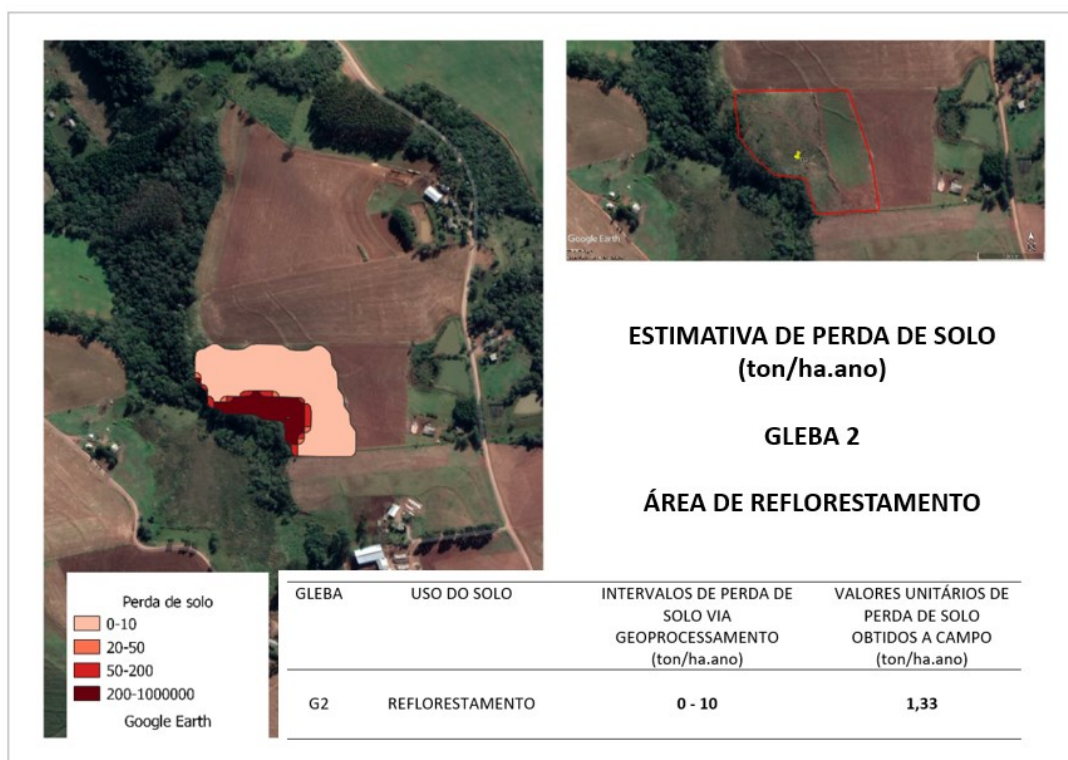 Google Earth
ESTIMATIVA DE PERDA DE SOLO
(ton/ha.ano)
GLEBA 2
ÁREA DE REFLORESTAMENTO
Perda de solo
0-10
20-50
50-200
200-1000000
Google Earth
GLEBA USO DO SOLO INTERVALOS DE PERDA DE VALORES UNITÁRIOS DE
SOLO VIA PERDA DE SOLO
GEOPROCESSAMENTO OBTIDOS A CAMPO
(ton/ha.ano) (ton/ha.ano)
G2 REFLORESTAMENTO 0 - 10 1,33